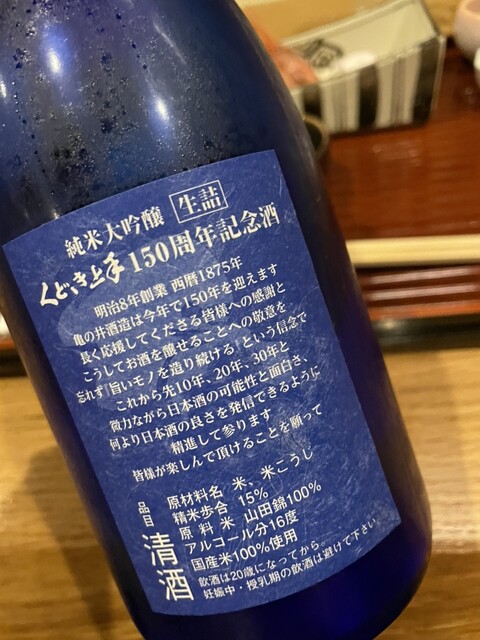 純米大吟醸 生詰
くどき上手 150周年記念酒
明治8年創業 西暦1875年
亀の井酒造は今年で150年を迎えます
長く応援してくださる皆様への感謝と
こうしてお酒を醸せることへの敬意を
忘れず「旨いモノを造り続ける」という信念で
これから先10年、20年、30年と
微力ながら日本酒の可能性と面白さ、
何より日本酒の良さを発信できるように
精進して参ります
皆様が楽しんで頂けることを願って
品目 清酒
原材料名 米、米こうじ
精米歩合 15%
原料米 山田錦100%
アルコール分16度
国産米100%使用
飲酒は20歳になってから。
妊娠中・授乳期の飲酒は避けて下さい